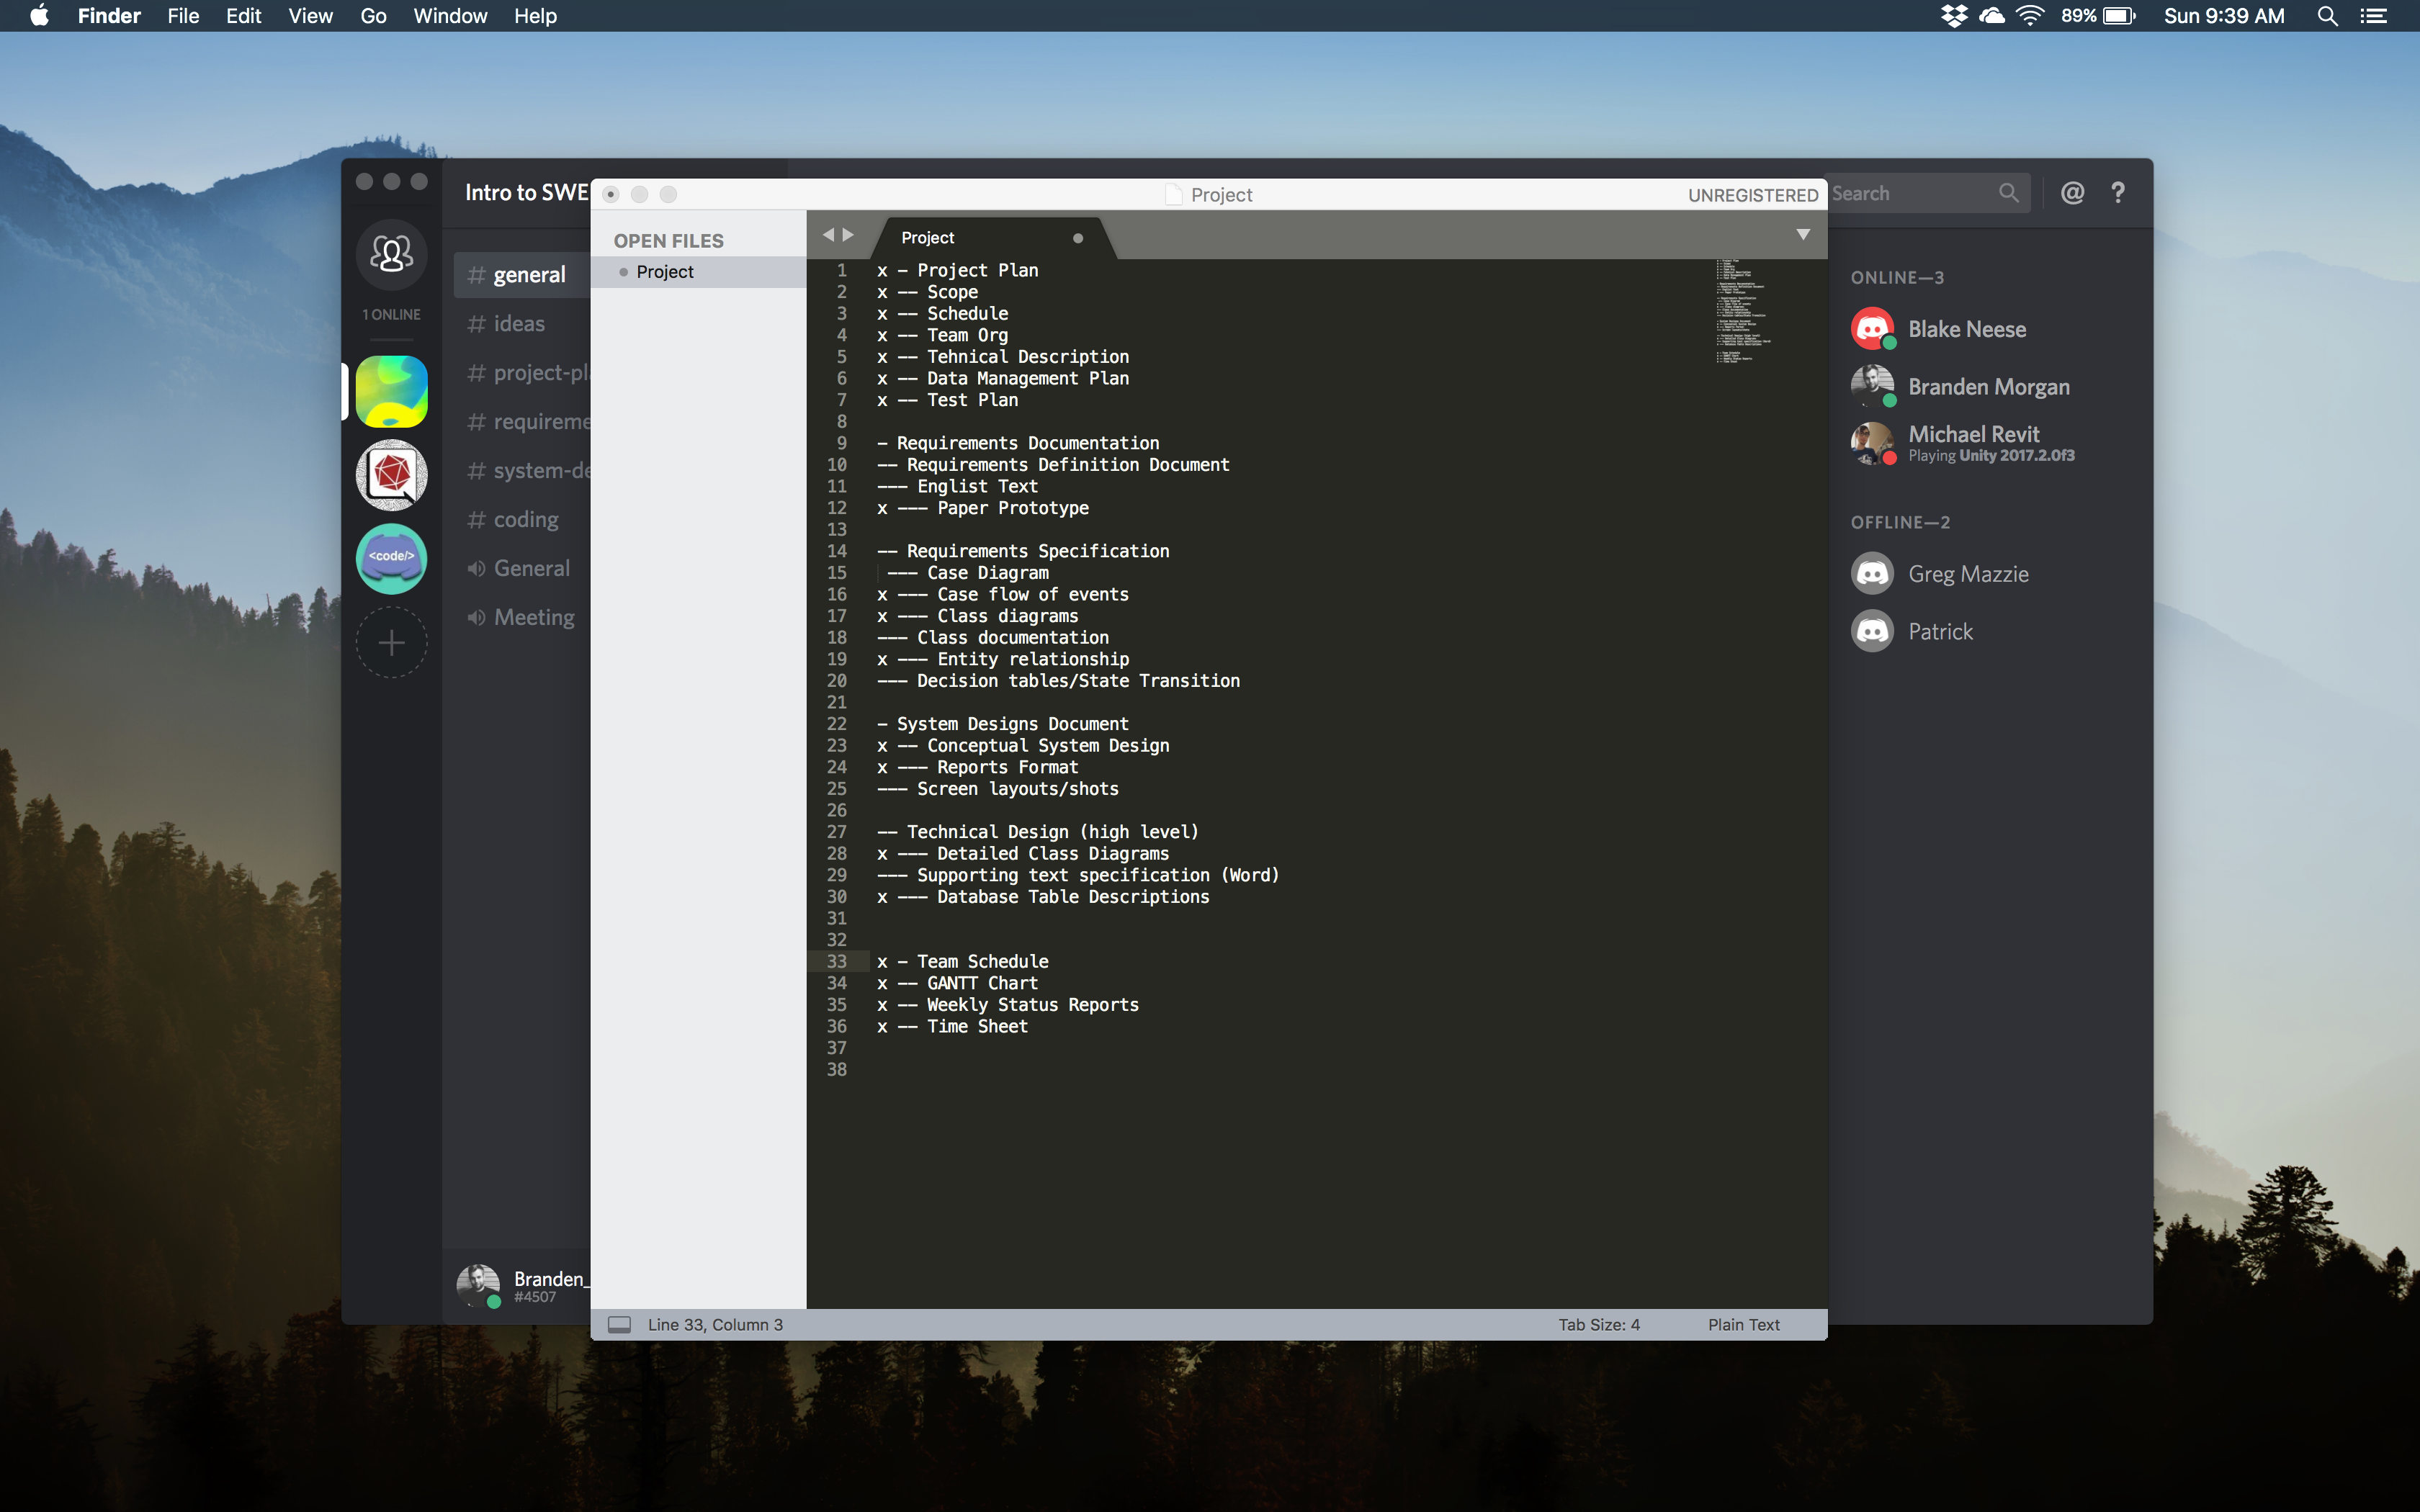 Finder File Edit View Go Window Help 89% Sun 9:39 AM
Intro to SWE
1 ONLINE
<code/>
# general
# ideas
# project-pla
# requireme
# system-de
# coding
General
Meeting
Branden_
#4507
Project UNREGISTERED
OPEN FILES
Project
Project
1 x - Project Plan
2 x -- Scope
3 x -- Schedule
4 x -- Team Org
5 x -- Tehnical Description
6 x -- Data Management Plan
7 x -- Test Plan
8
9 - Requirements Documentation
10 -- Requirements Definition Document
11 --- Englist Text
12 x --- Paper Prototype
13
14 -- Requirements Specification
15 --- Case Diagram
16 x --- Case flow of events
17 x --- Class diagrams
18 --- Class documentation
19 x --- Entity relationship
20 --- Decision tables/State Transition
21
22 - System Designs Document
23 x -- Conceptual System Design
24 x --- Reports Format
25 --- Screen layouts/shots
26
27 -- Technical Design (high level)
28 x --- Detailed Class Diagrams
29 --- Supporting text specification (Word)
30 x --- Database Table Descriptions
31
32
33 x - Team Schedule
34 x -- GANTT Chart
35 x -- Weekly Status Reports
36 x -- Time Sheet
37
38
Line 33, Column 3 Tab Size: 4 Plain Text
Search @ ?
ONLINE—3
Blake Neese
Branden Morgan
Michael Revit
Playing Unity 2017.2.0f3
OFFLINE—2
Greg Mazzie
Patrick